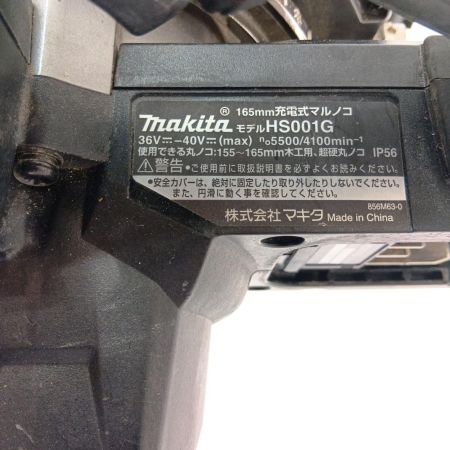 ® 165mm充電式マルノコ
makita モデルHS001G
36V⎓-40V⎓(max) n₀5500/4100min⁻¹
使用できる丸ノコ:155〜165mm木工用、超硬丸ノコ IP56
⚠警告 ●ご使用前に取扱説明書を必ずよくお読みください。
●安全カバーは、絶対に固定したり取り外したりしないでください。
また、円滑に動く事を確認してください。
856M63-0
株式会社 マキタ Made in China